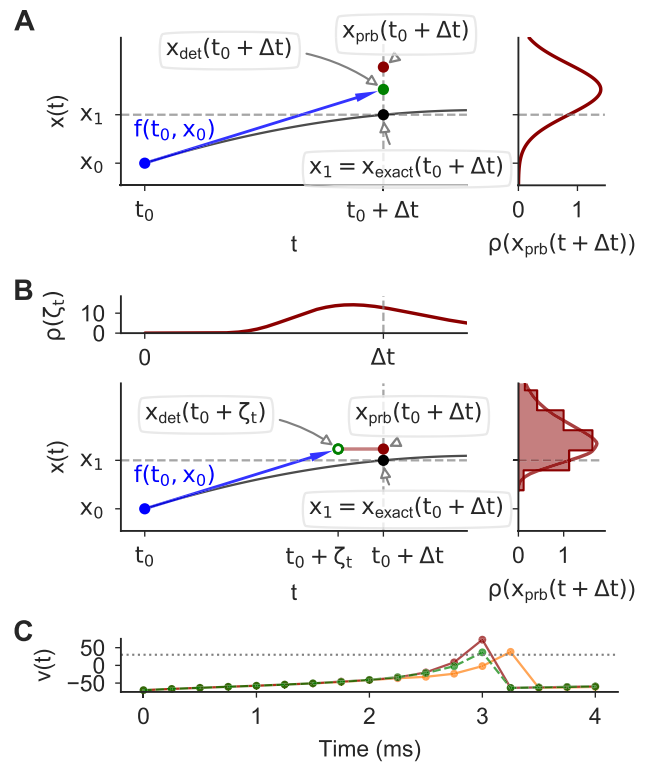 A
x_det(t_0 + Δt)
x_prb(t_0 + Δt)
x(t)
x_1
f(t_0, x_0)
x_0
x_1 = x_exact(t_0 + Δt)
t_0
t_0 + Δt
0
1
t
ρ(x_prb(t + Δt))
B
ρ(ζ_t)
10
0
0
Δt
x_det(t_0 + ζ_t)
x_prb(t_0 + Δt)
x(t)
x_1
f(t_0, x_0)
x_0
x_1 = x_exact(t_0 + Δt)
t_0
t_0 + ζ_t
t_0 + Δt
0
1
t
ρ(x_prb(t + Δt))
C
v(t)
50
0
−50
0
1
2
3
4
Time (ms)